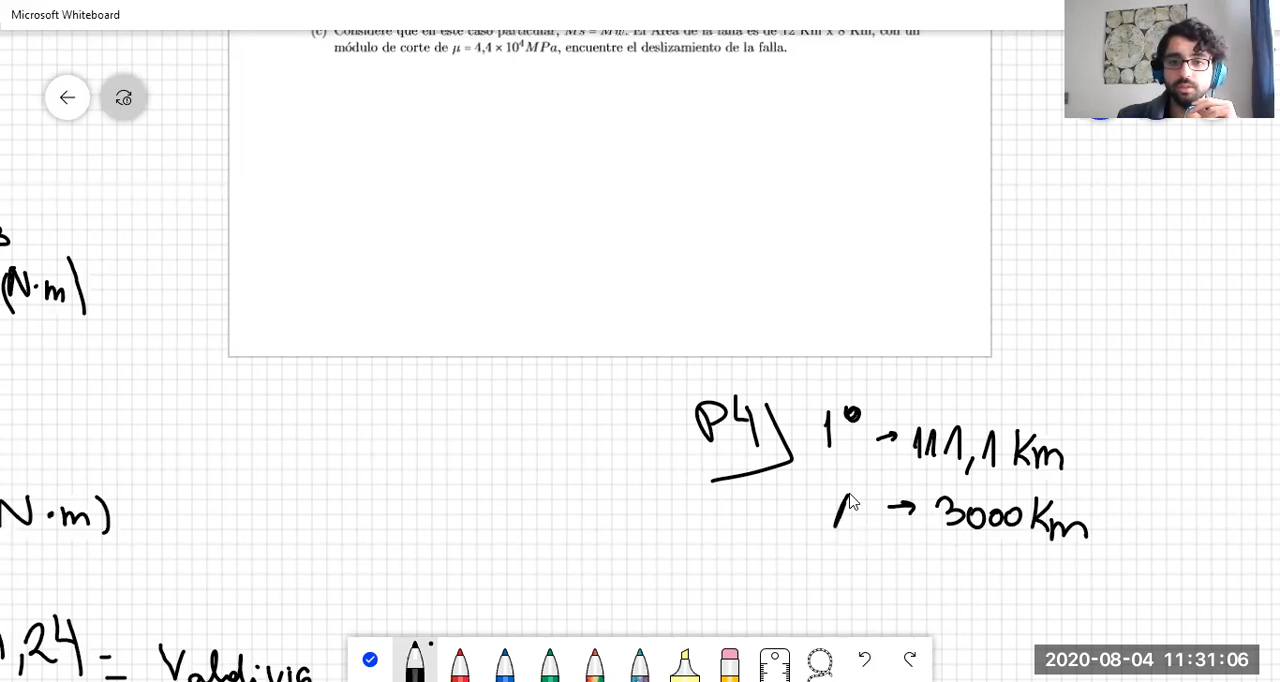 Microsoft Whiteboard
(c) Considere que en este caso particular, Ms = Mw. El Área de la falla es de 12 Km x 8 Km, con un
módulo de corte de μ = 4,4 × 10⁴MPa, encuentre el deslizamiento de la falla.
(N·m)
P4) 1° → 111,1 Km
→ 3000 Km
N·m)
,24 = Valdivia
2020-08-04 11:31:06